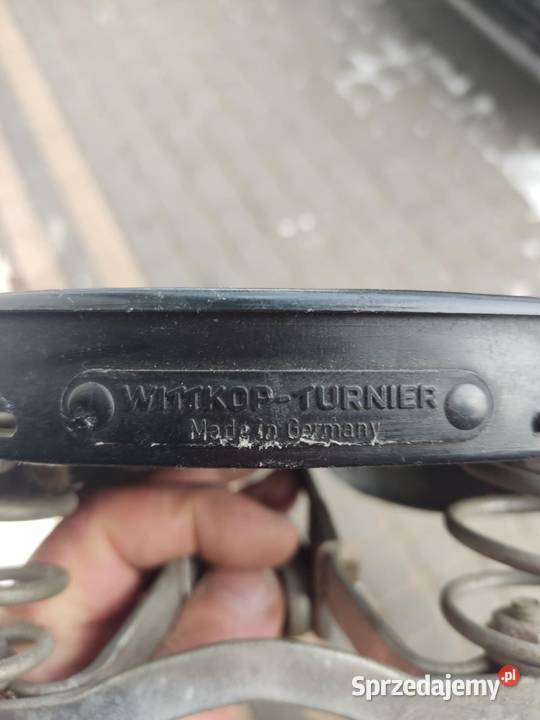 WITTKOP-TURNIER
Made in Germany
Sprzedajemy.pl